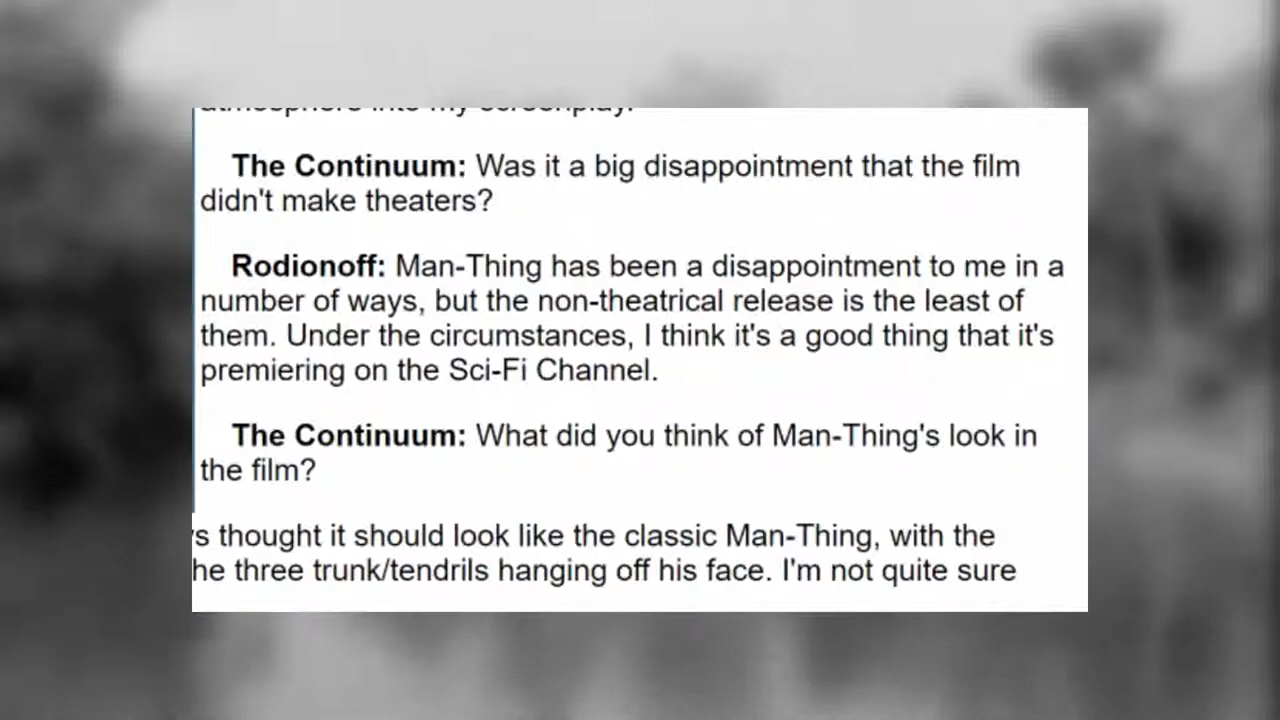 atmosphere into my screenplay.
The Continuum: Was it a big disappointment that the film
didn't make theaters?
Rodionoff: Man-Thing has been a disappointment to me in a
number of ways, but the non-theatrical release is the least of
them. Under the circumstances, I think it's a good thing that it's
premiering on the Sci-Fi Channel.
The Continuum: What did you think of Man-Thing's look in
the film?
s thought it should look like the classic Man-Thing, with the
he three trunk/tendrils hanging off his face. I'm not quite sure